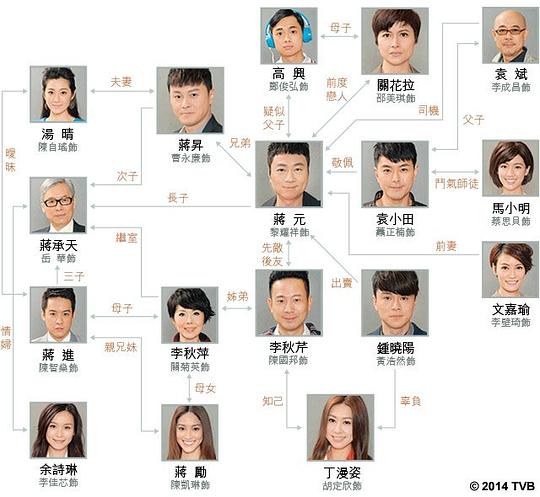 母子
高 興
鄭俊弘飾
關花拉
邵美琪飾
袁 斌
李成昌飾
夫妻
前度
戀人
疑似
父子
司機
父子
湯 晴
陳自瑤飾
蔣昇
曹永廉飾
兄弟
曖
昧
次子
敬佩
鬥氣師徒
長子
蔣元
黎耀祥飾
袁小田
蕭正楠飾
馬小明
蔡思貝飾
蔣承天
岳 華飾
繼室
先敵
後友
前妻
三子
出賣
文嘉瑜
李璧琦飾
母子
姊弟
情
婦
蔣 進
陳智燊飾
親兄妹
李秋萍
關菊英飾
李秋芹
陳國邦飾
鍾曉陽
黃浩然飾
母女
知己
辜負
余詩琳
李佳芯飾
蔣 勵
陳凱琳飾
丁漫姿
胡定欣飾
© 2014 TVB